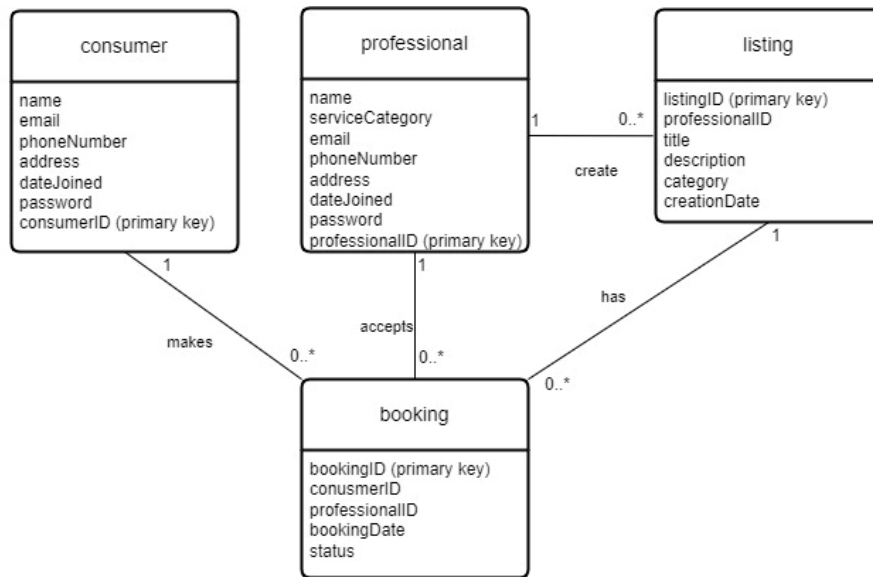 consumer
name
email
phoneNumber
address
dateJoined
password
consumerID (primary key)
professional
name
serviceCategory
email
phoneNumber
address
dateJoined
password
professionalID (primary key)
listing
listingID (primary key)
professionalID
title
description
category
creationDate
1
0..*
create
1
makes
0..*
1
accepts
0..*
1
has
0..*
booking
bookingID (primary key)
conusmerID
professionalID
bookingDate
status